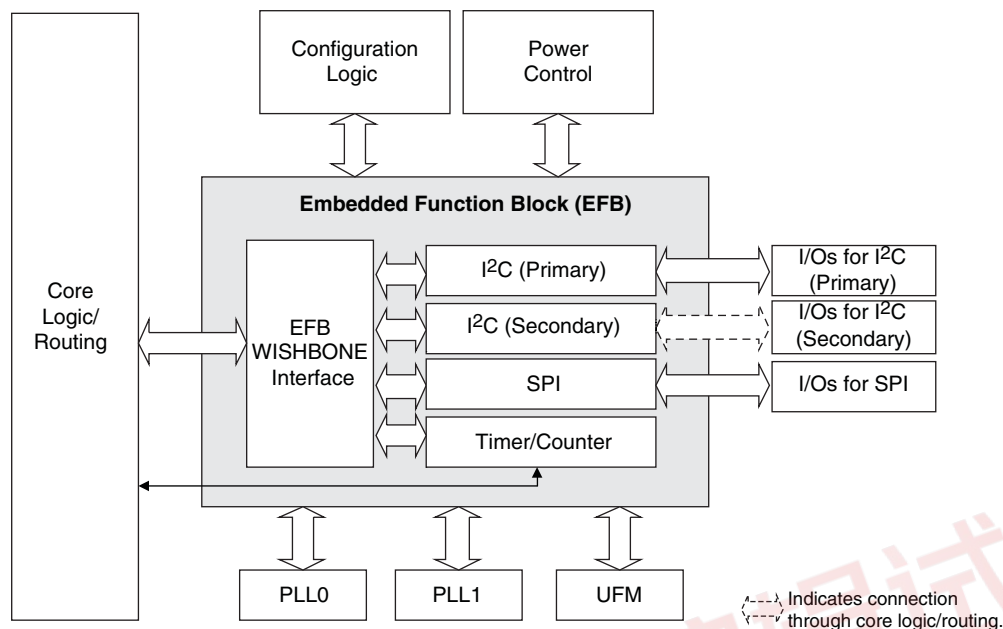 Configuration
Logic
Power
Control
Embedded Function Block (EFB)
Core
Logic/
Routing
EFB
WISHBONE
Interface
I²C (Primary)
I²C (Secondary)
SPI
Timer/Counter
I/Os for I²C
(Primary)
I/Os for I²C
(Secondary)
I/Os for SPI
PLL0
PLL1
UFM
Indicates connection
through core logic/routing.